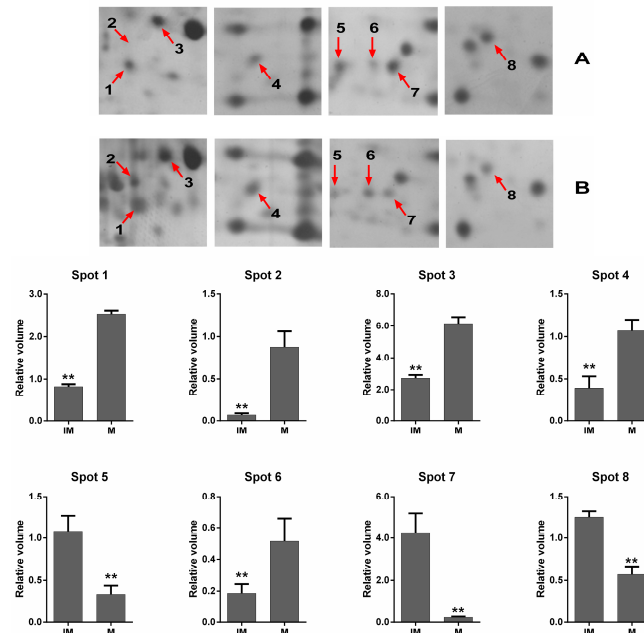 2
3
1
4
5
6
7
8
A
2
3
1
4
5
6
7
8
B
Spot 1
Relative volume
3.0
2.0
1.0
0.0
**
IM
M
Spot 2
Relative volume
1.5
1.0
0.5
0.0
**
IM
M
Spot 3
Relative volume
8.0
6.0
4.0
2.0
0.0
**
IM
M
Spot 4
Relative volume
1.5
1.0
0.5
0.0
**
IM
M
Spot 5
Relative volume
1.5
1.0
0.5
0.0
**
IM
M
Spot 6
Relative volume
0.8
0.6
0.4
0.2
0.0
**
IM
M
Spot 7
Relative volume
6.0
4.0
2.0
0.0
**
IM
M
Spot 8
Relative volume
1.5
1.0
0.5
0.0
**
IM
M